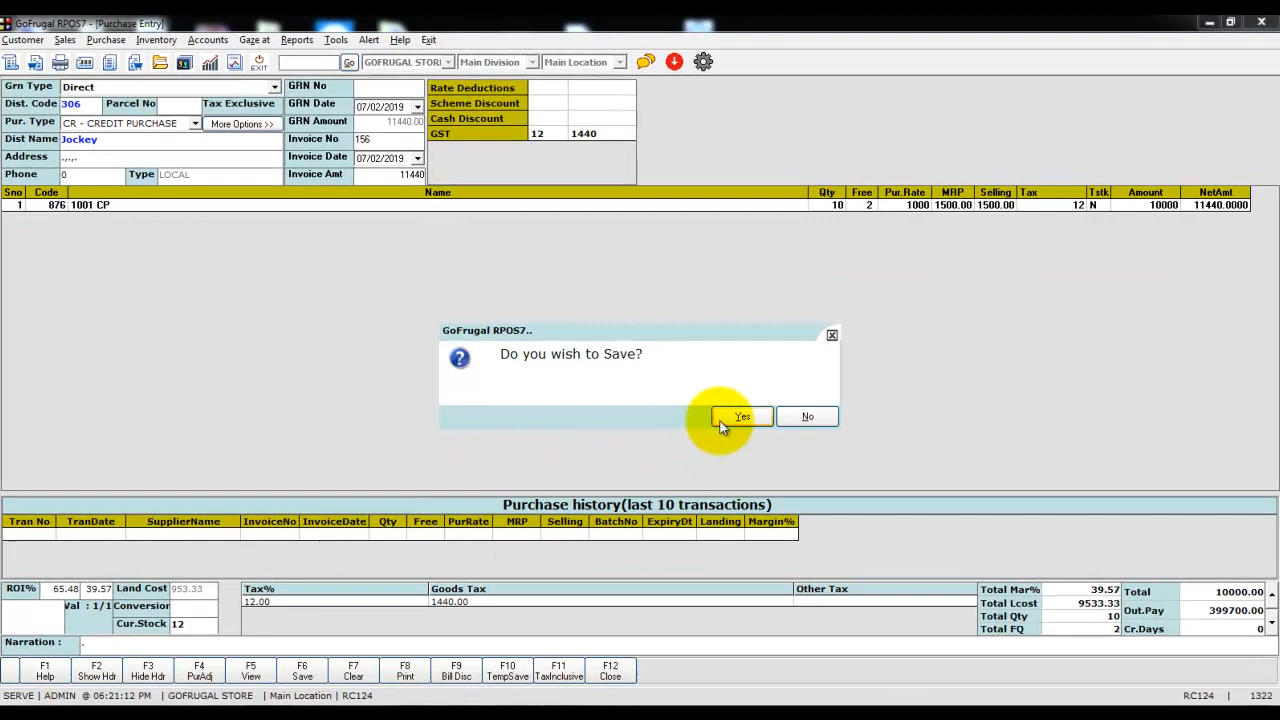 GoFrugal RPOS7 - [Purchase Entry]
Customer Sales Purchase Inventory Accounts Gaze at Reports Tools Alert Help Exit
EXIT Go GOFRUGAL STORE Main Division Main Location
Grn Type Direct GRN No Rate Deductions
Dist. Code 306 Parcel No Tax Exclusive GRN Date 07/02/2019 Scheme Discount
Pur. Type CR - CREDIT PURCHASE More Options >> GRN Amount 11440.00 Cash Discount
Dist Name Jockey Invoice No 156 GST 12 1440
Address .,.,. Invoice Date 07/02/2019
Phone 0 Type LOCAL Invoice Amt 11440
Sno Code Name Qty Free Pur.Rate MRP Selling Tax Tstk Amount NetAmt
1 876 1001 CP 10 2 1000 1500.00 1500.00 12 N 10000 11440.0000
GoFrugal RPOS7..
Do you wish to Save?
Yes No
Purchase history(last 10 transactions)
Tran No TranDate SupplierName InvoiceNo InvoiceDate Qty Free PurRate MRP Selling BatchNo ExpiryDt Landing Margin%
ROI% 65.48 39.57 Land Cost 953.33 Tax% Goods Tax Other Tax Total Mar% 39.57 Total 10000.00
Val : 1/1 Conversion 12.00 1440.00 Total Lcost 9533.33 Out.Pay 399700.00
Cur.Stock 12 Total Qty 10
Total FQ 2 Cr.Days 0
Narration : .
F1 F2 F3 F4 F5 F6 F7 F8 F9 F10 F11 F12
Help Show Hdr Hide Hdr PurAdj View Save Clear Print Bill Disc TempSave TaxInclusive Close
SERVE | ADMIN @ 06:21:12 PM | GOFRUGAL STORE | Main Location | RC124 RC124 | 1322